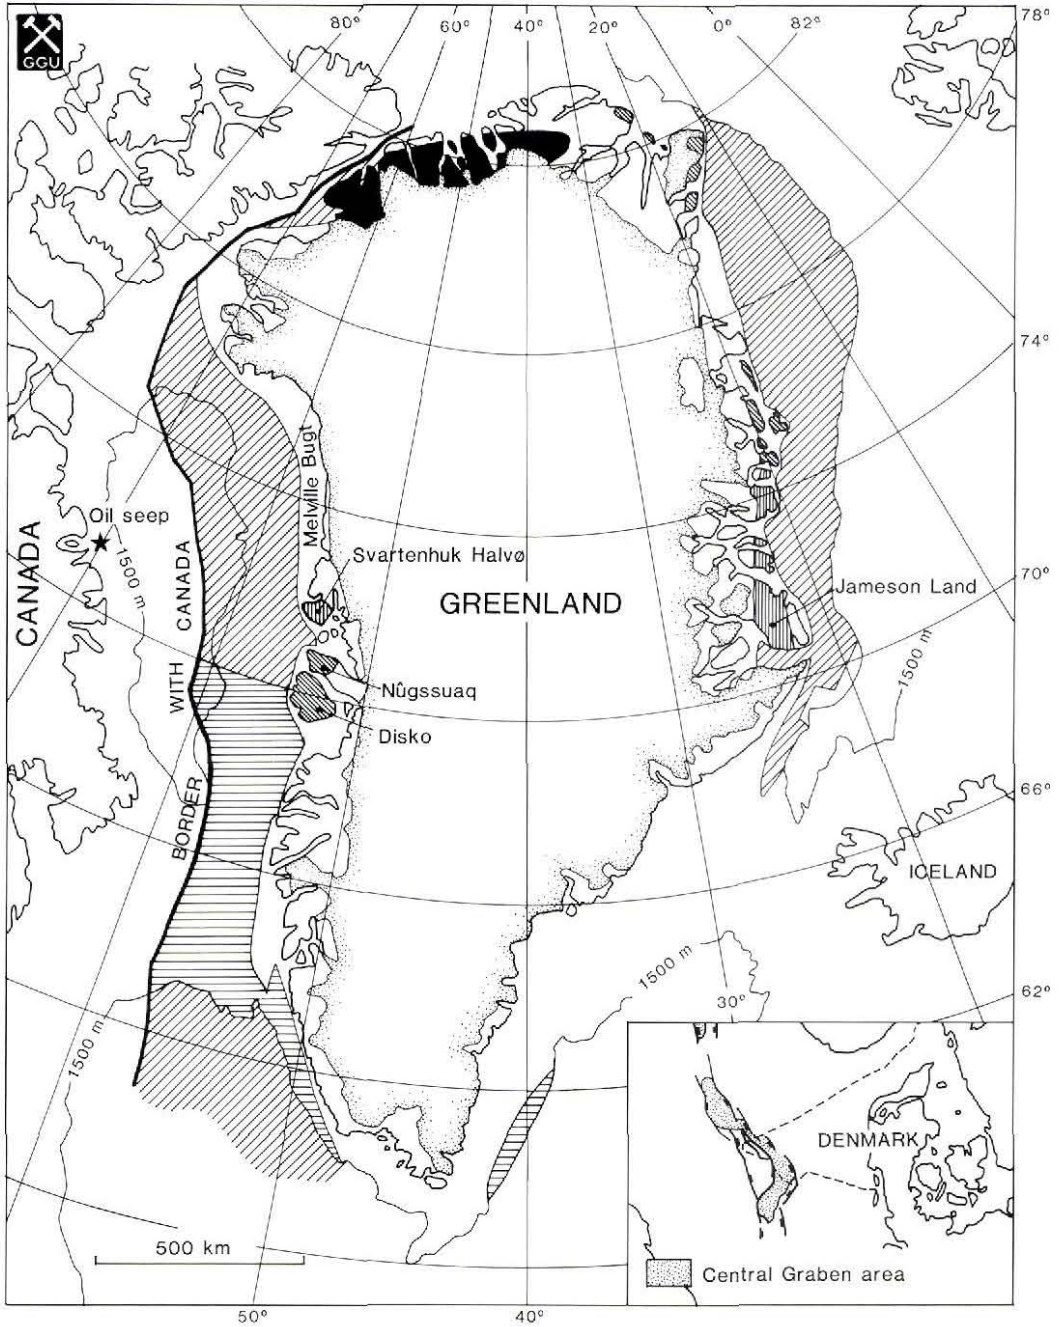 GGU
80°
60°
40°
20°
0°
82°
78°
74°
70°
66°
62°
Oil seep
1500 m
CANADA
BORDER WITH CANADA
Melville Bugt
Svartenhuk Halvø
GREENLAND
Jameson Land
1500 m
Nûgssuaq
Disko
ICELAND
1500 m
30°
1500 m
DENMARK
500 km
Central Graben area
50°
40°